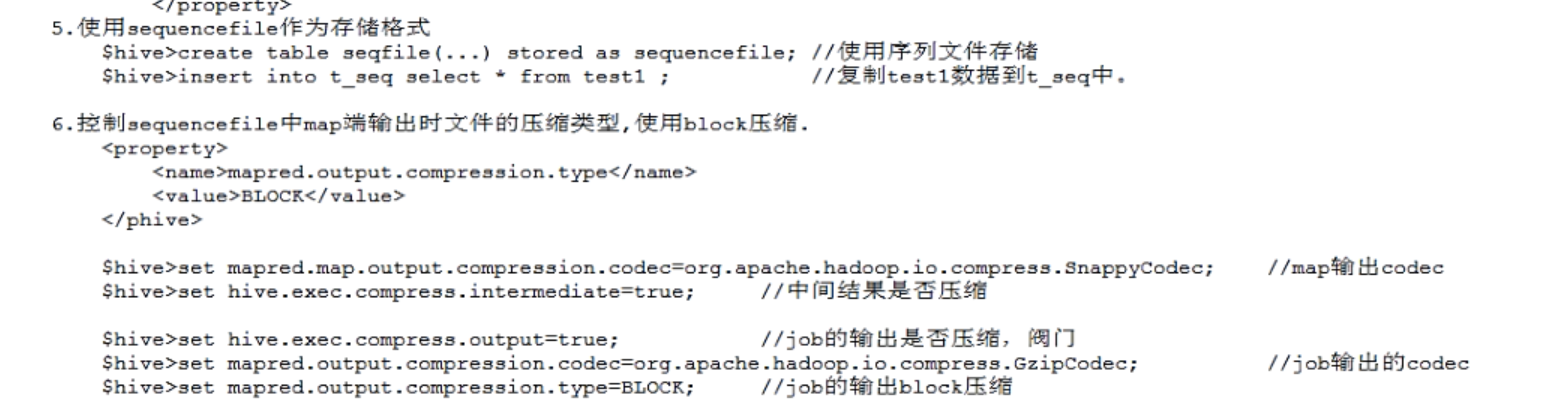 </property>
5.使用sequencefile作为存储格式
$hive>create table seqfile(...) stored as sequencefile; //使用序列文件存储
$hive>insert into t_seq select * from test1 ; //复制test1数据到t_seq中。
6.控制sequencefile中map端输出时文件的压缩类型,使用block压缩.
<property>
<name>mapred.output.compression.type</name>
<value>BLOCK</value>
</phive>
$hive>set mapred.map.output.compression.codec=org.apache.hadoop.io.compress.SnappyCodec; //map输出codec
$hive>set hive.exec.compress.intermediate=true; //中间结果是否压缩
$hive>set hive.exec.compress.output=true; //job的输出是否压缩，阀门
$hive>set mapred.output.compression.codec=org.apache.hadoop.io.compress.GzipCodec; //job输出的codec
$hive>set mapred.output.compression.type=BLOCK; //job的输出block压缩